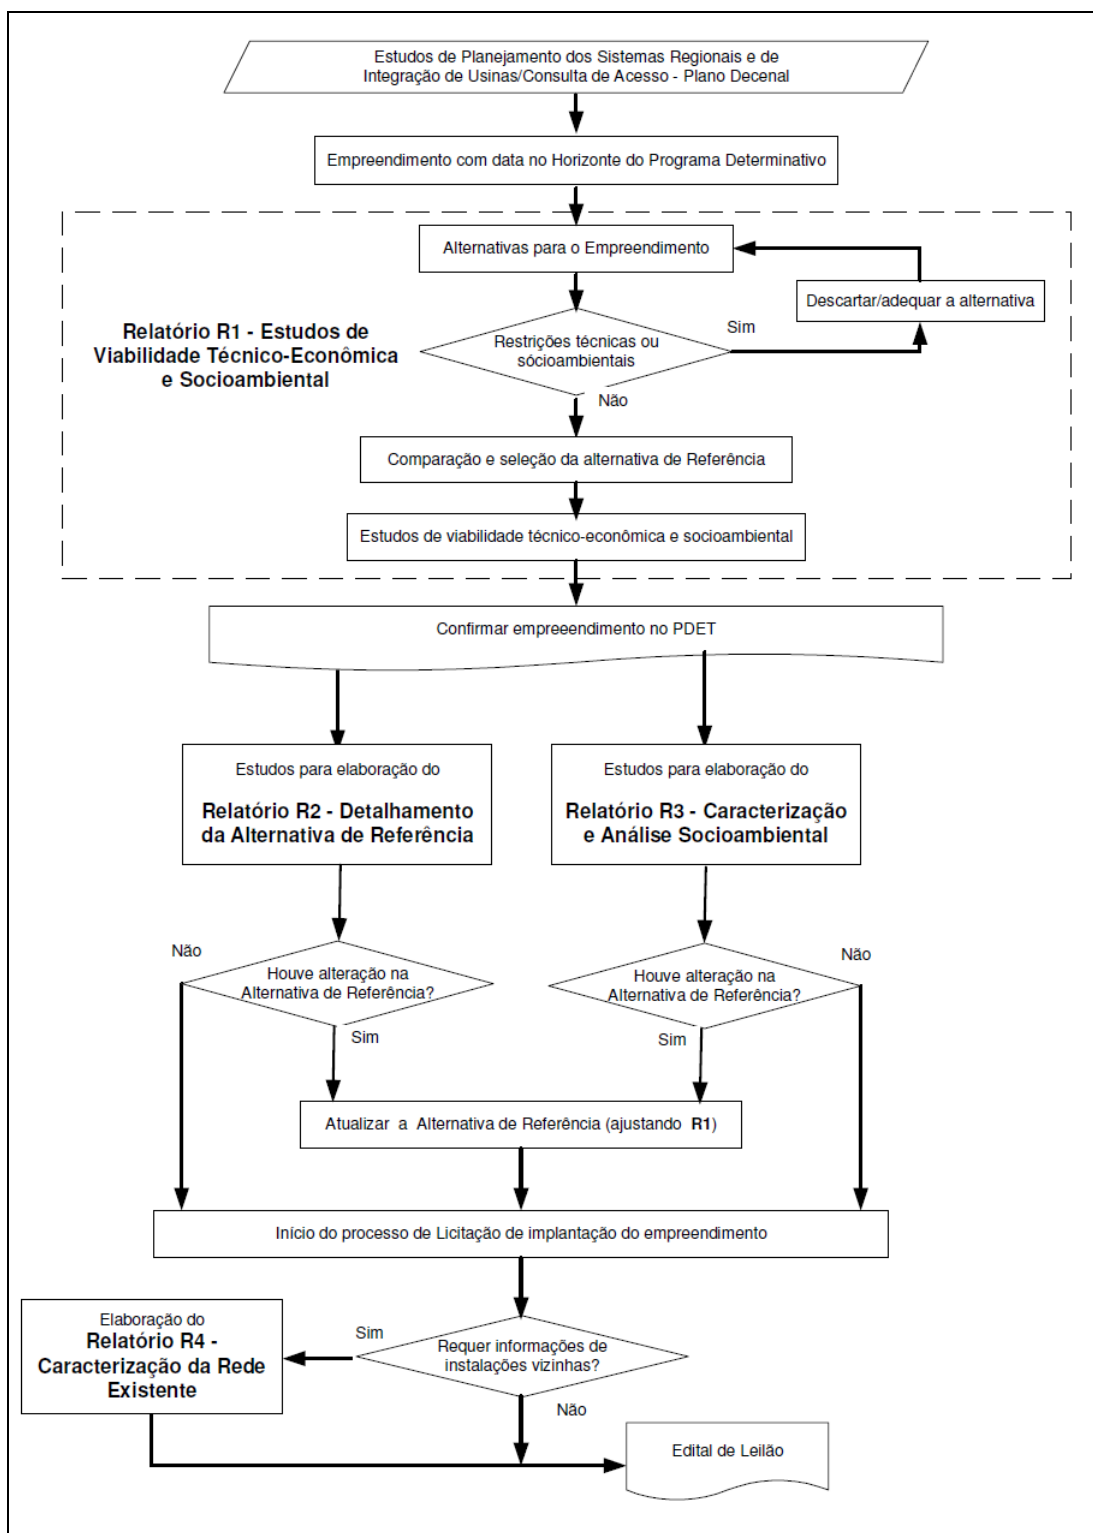 Estudos de Planejamento dos Sistemas Regionais e de
Integração de Usinas/Consulta de Acesso - Plano Decenal
Empreendimento com data no Horizonte do Programa Determinativo
Alternativas para o Empreendimento
Descartar/adequar a alternativa
Relatório R1 - Estudos de
Viabilidade Técnico-Econômica
e Socioambiental
Restrições técnicas ou
sócioambientais
Sim
Não
Comparação e seleção da alternativa de Referência
Estudos de viabilidade técnico-econômica e socioambiental
Confirmar empreeendimento no PDET
Estudos para elaboração do
Relatório R2 - Detalhamento
da Alternativa de Referência
Estudos para elaboração do
Relatório R3 - Caracterização
e Análise Socioambiental
Não
Houve alteração na
Alternativa de Referência?
Sim
Houve alteração na
Alternativa de Referência?
Não
Sim
Atualizar a Alternativa de Referência (ajustando R1)
Início do processo de Licitação de implantação do empreendimento
Elaboração do
Relatório R4 -
Caracterização da Rede
Existente
Sim
Requer informações de
instalações vizinhas?
Não
Edital de Leilão